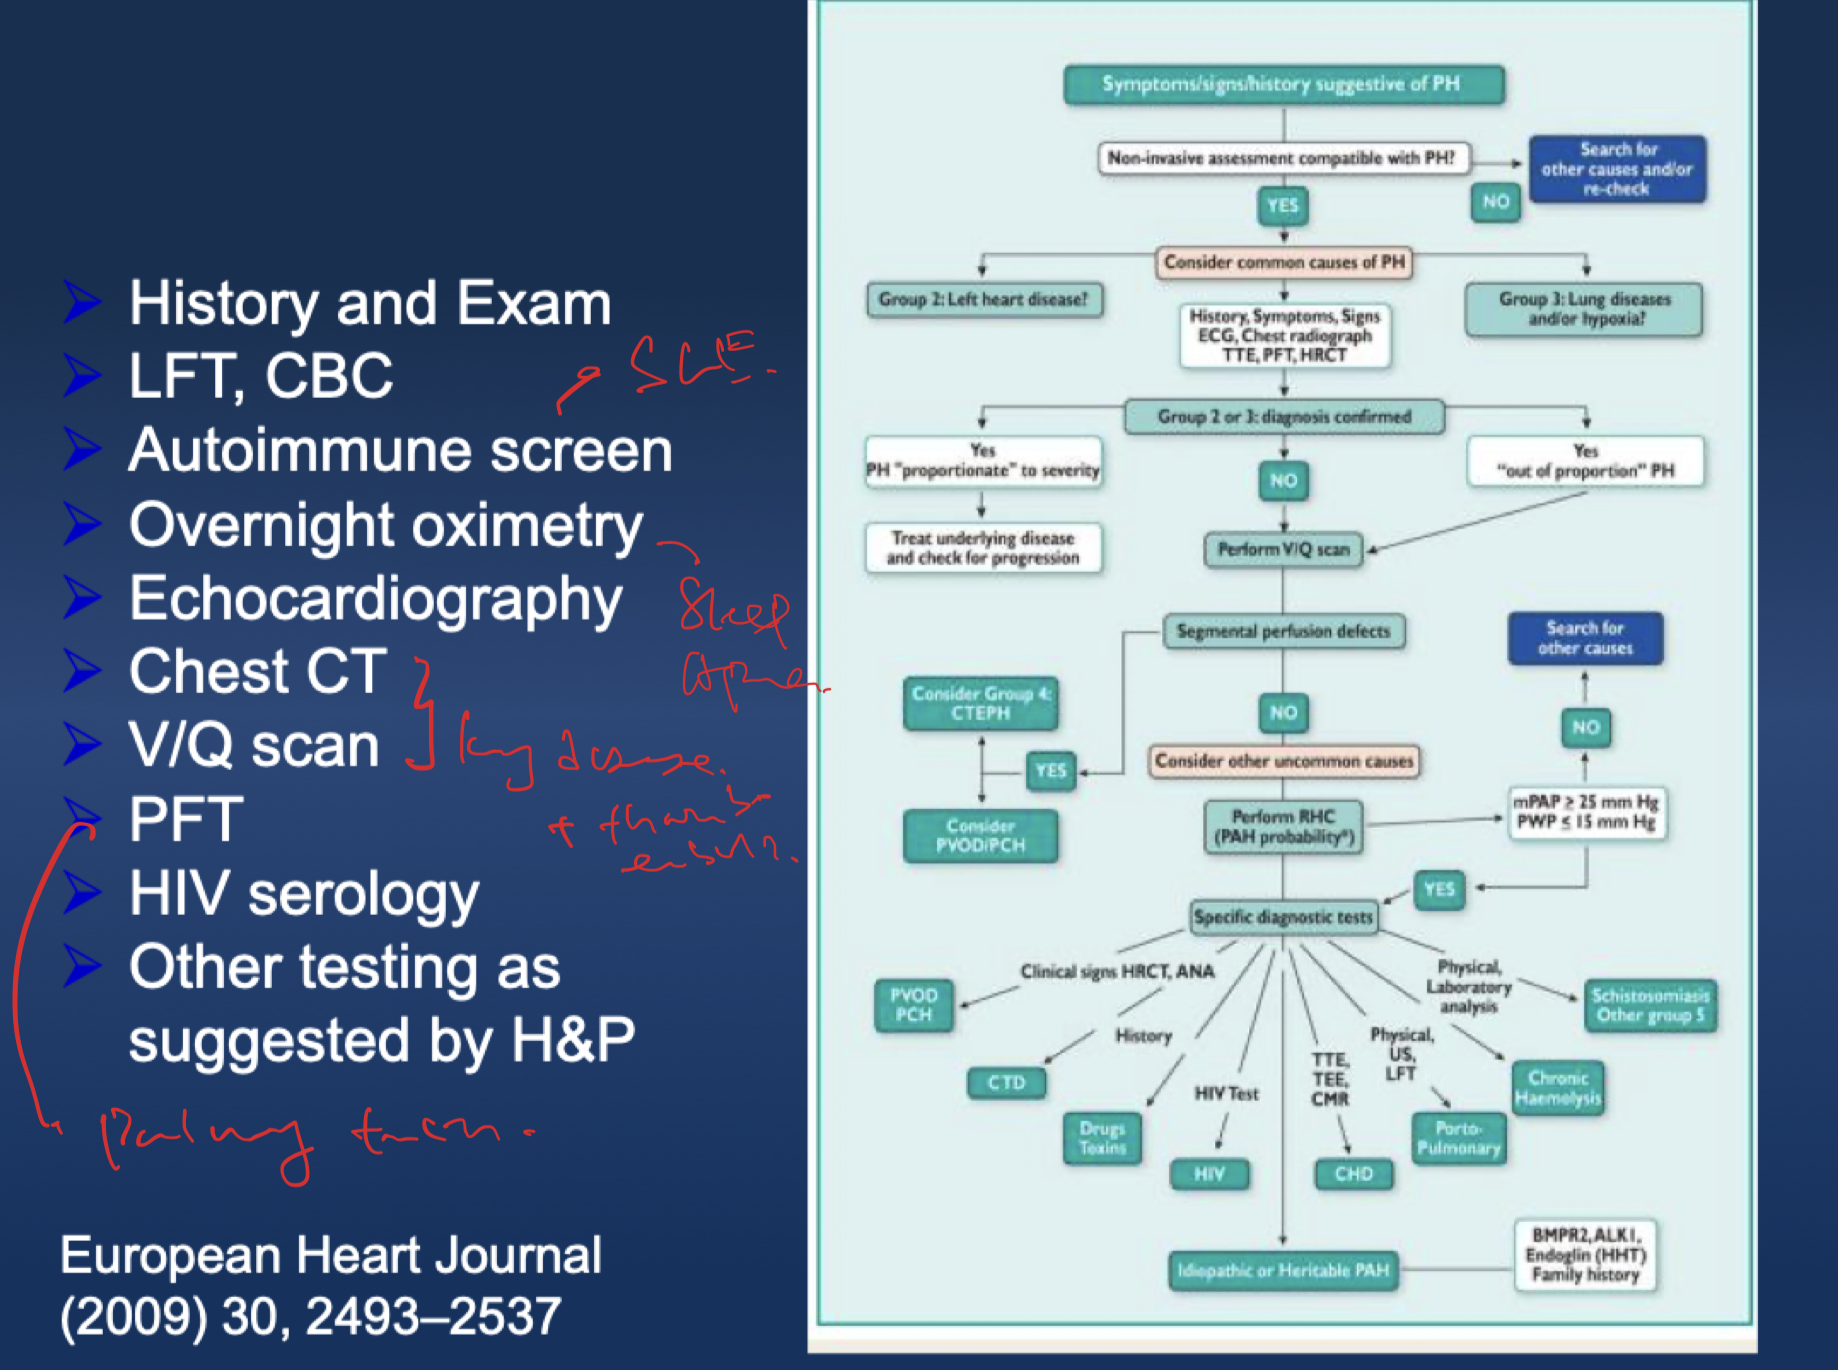 History and Exam
LFT, CBC
Autoimmune screen
Overnight oximetry
Echocardiography
Chest CT
V/Q scan
PFT
HIV serology
Other testing as
suggested by H&P
European Heart Journal
(2009) 30, 2493–2537
Sleep
disease.
Symptoms/signs/history suggestive of PH
Non-invasive assessment compatible with PH?
Search for
other causes and/or
re-check
YES
NO
Consider common causes of PH
Group 2: Left heart disease?
History, Symptoms, Signs
ECG, Chest radiograph
TTE, PFT, HRCT
Group 3: Lung diseases
and/or hypoxia?
Group 2 or 3: diagnosis confirmed
Yes
PH "proportionate" to severity
NO
Yes
"out of proportion" PH
Treat underlying disease
and check for progression
Perform V/Q scan
Segmental perfusion defects
Search for
other causes
Consider Group 4:
CTEPH
NO
NO
YES
Consider other uncommon causes
Consider
PVOD/PCH
Perform RHC
(PAH probability*)
mPAP ≥ 25 mm Hg
PWP ≤ 15 mm Hg
YES
Specific diagnostic tests
Clinical signs HRCT, ANA
Physical,
Laboratory
analysis
PVOD
PCH
Schistosomiasis
Other group 5
History
Physical,
US,
LFT
TTE,
TEE,
CMR
CTD
HIV Test
Chronic
Haemolysis
Drugs
Toxins
Porto-
Pulmonary
HIV
CHD
Idiopathic or Heritable PAH
BMPR2, ALK1,
Endoglin (HHT)
Family history